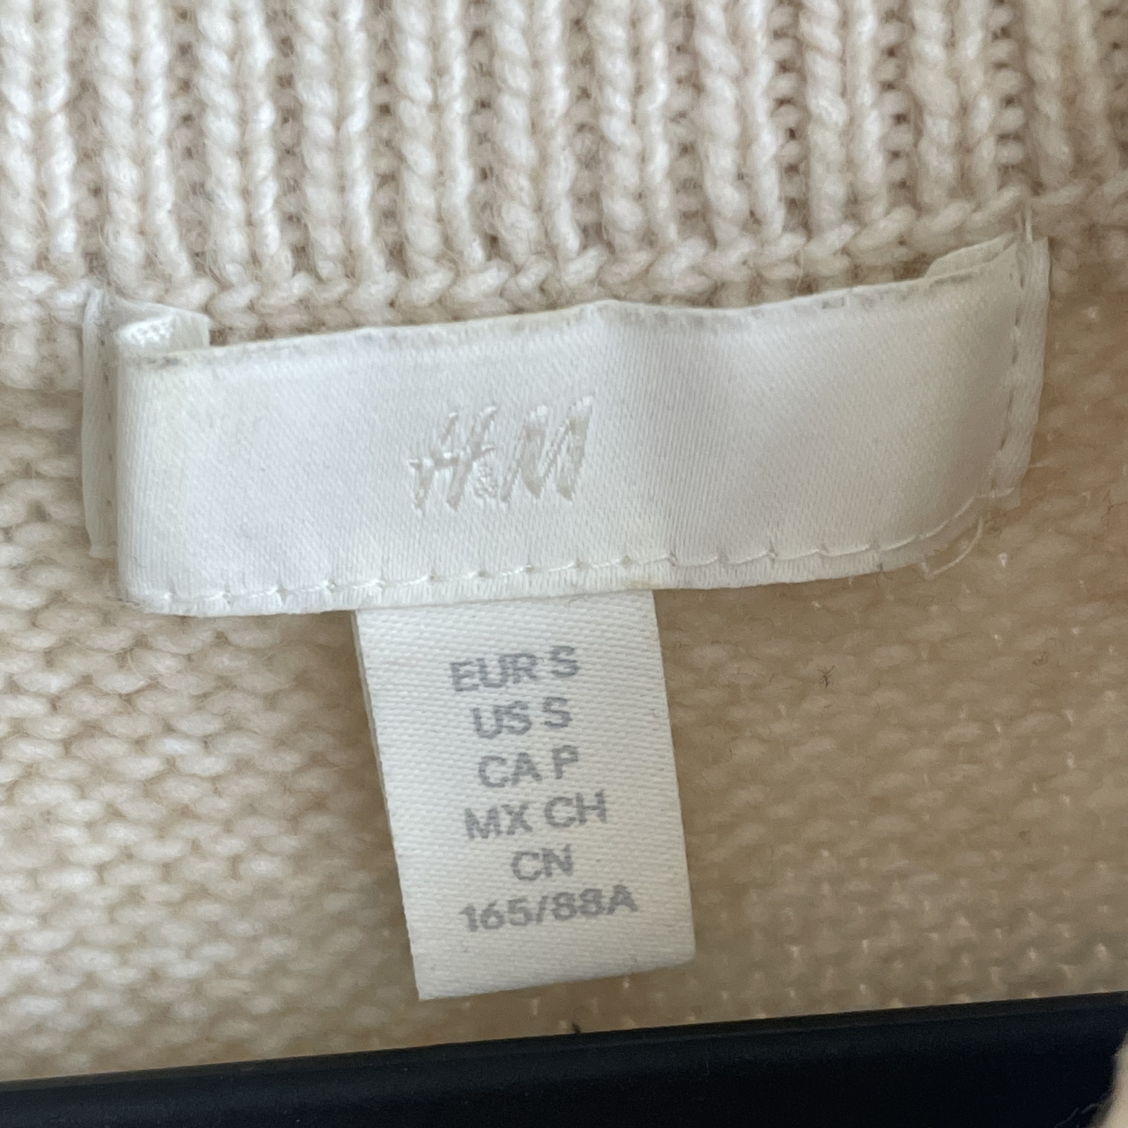 H&M
EUR S
US S
CA P
MX CH
CN
165/88A